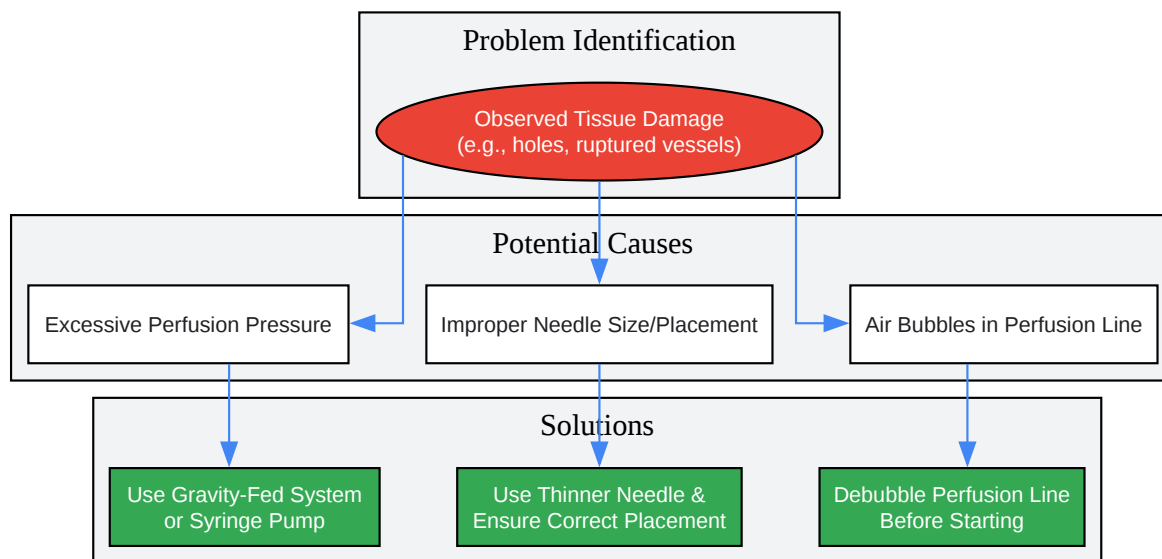 Problem Identification
Observed Tissue Damage
(e.g., holes, ruptured vessels)
Potential Causes
Excessive Perfusion Pressure
Improper Needle Size/Placement
Air Bubbles in Perfusion Line
Solutions
Use Gravity-Fed System
or Syringe Pump
Use Thinner Needle &
Ensure Correct Placement
Debubble Perfusion Line
Before Starting